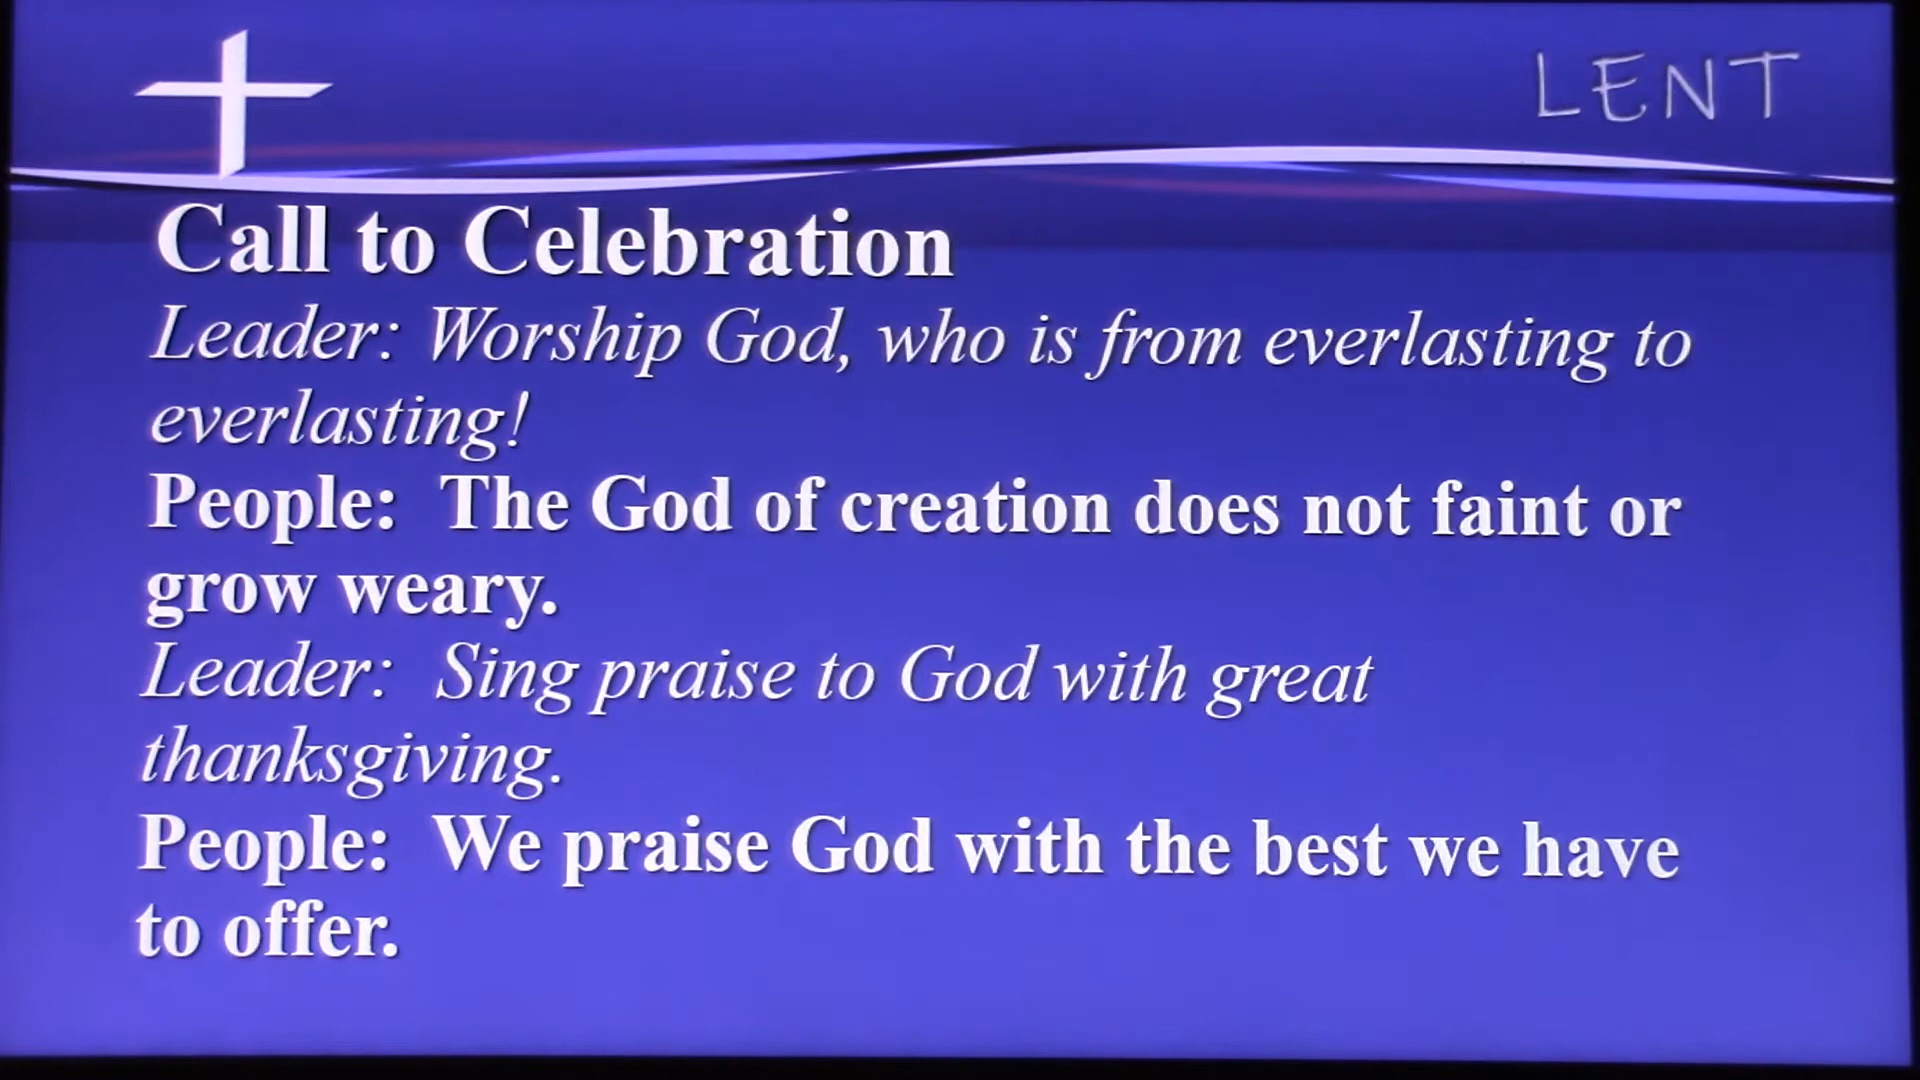 LENT
Call to Celebration
Leader: Worship God, who is from everlasting to
everlasting!
People: The God of creation does not faint or
grow weary.
Leader: Sing praise to God with great
thanksgiving.
People: We praise God with the best we have
to offer.